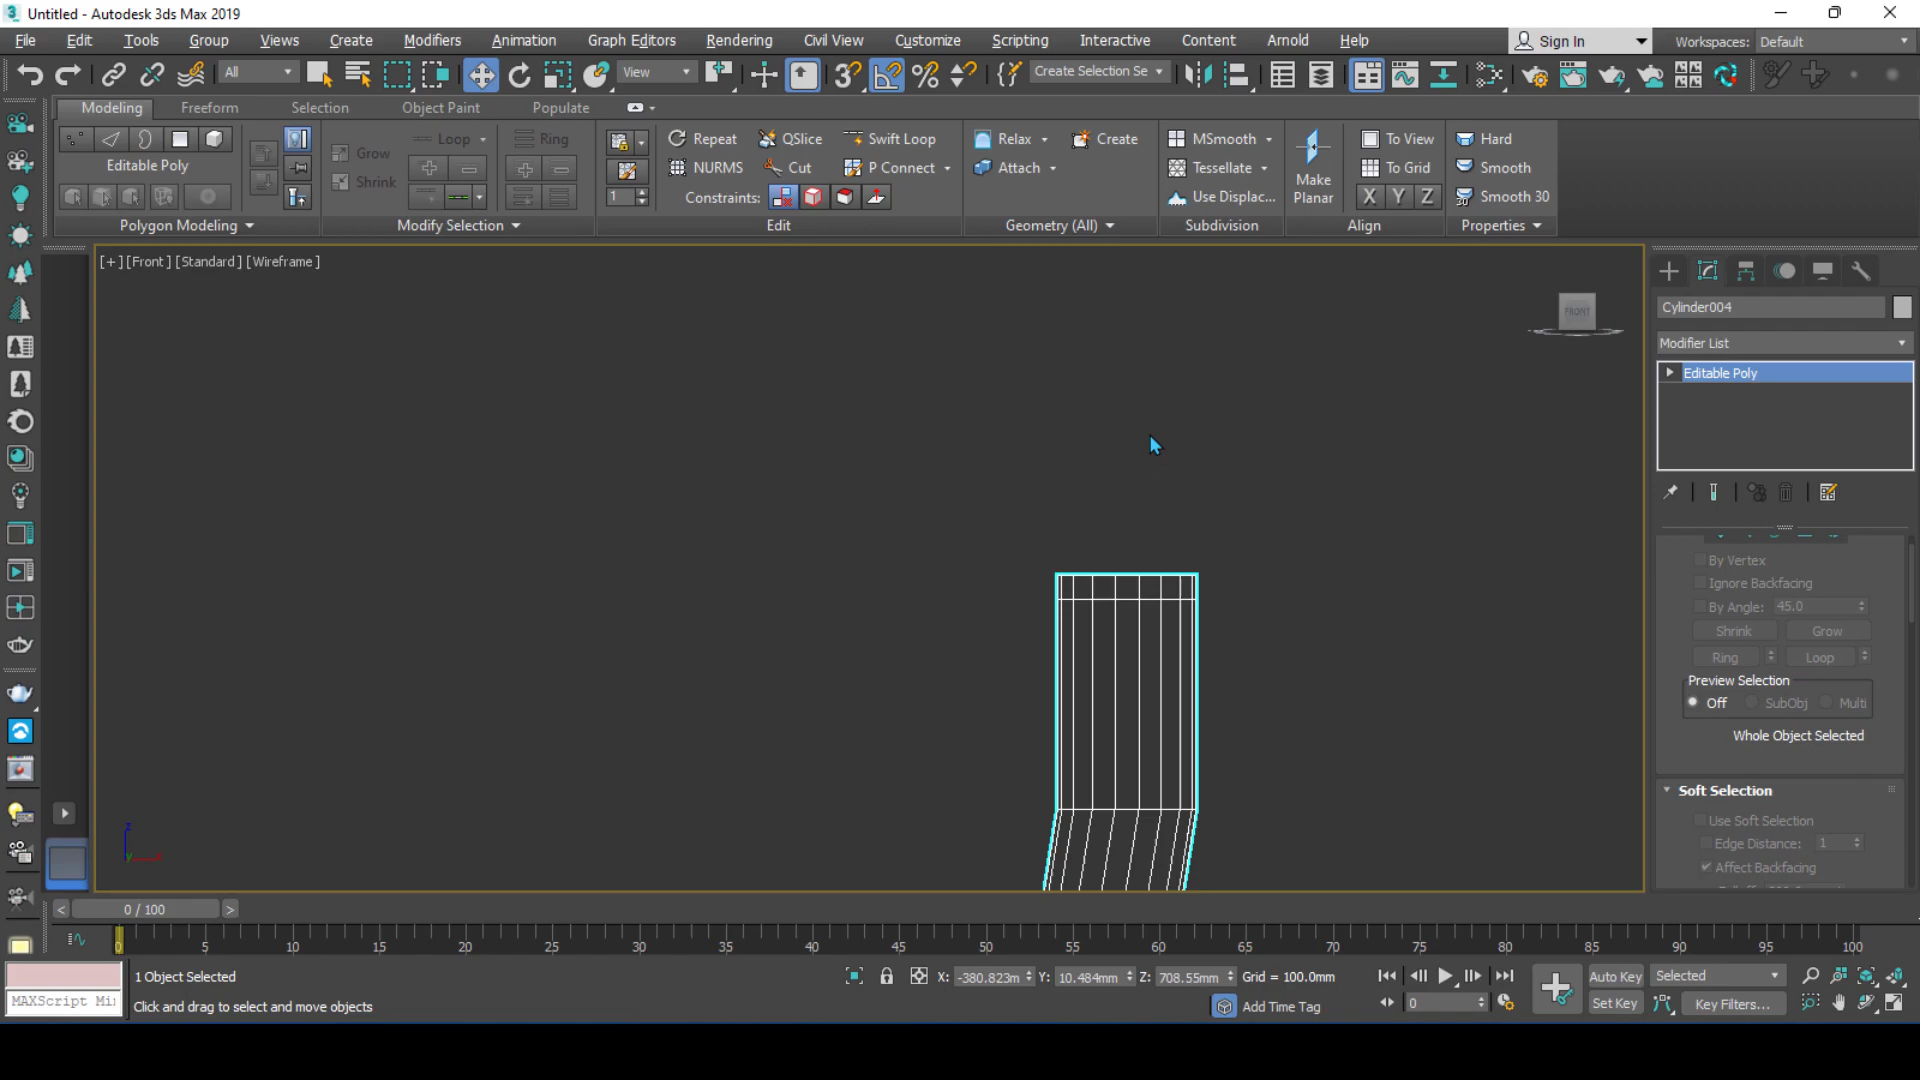 Untitled - Autodesk 3ds Max 2019
File Edit Tools Group Views Create Modifiers Animation Graph Editors Rendering Civil View Customize Scripting Interactive Content Arnold Help Sign In Workspaces: Default
All View Create Selection Se
Modeling Freeform Selection Object Paint Populate
Loop Ring Repeat QSlice Swift Loop Relax Create MSmooth To View Hard
Editable Poly Grow Shrink NURMS Cut P Connect Attach Tessellate Make Planar To Grid Smooth
1 Constraints: Use Displac... X Y Z Smooth 30
Polygon Modeling Modify Selection Edit Geometry (All) Subdivision Align Properties
[+] [Front ] [Standard ] [Wireframe ]
FRONT
Cylinder004
Modifier List
Editable Poly
By Vertex
Ignore Backfacing
By Angle: 45.0
Shrink Grow
Ring Loop
Preview Selection
Off SubObj Multi
Whole Object Selected
Soft Selection
Use Soft Selection
Edge Distance: 1
Affect Backfacing
z
y x
< 0 / 100 >
0 5 10 15 20 25 30 35 40 45 50 55 60 65 70 75 80 85 90 95 100
1 Object Selected X: -380.823m Y: 10.484mm Z: 708.55mm Grid = 100.0mm Auto Key Selected
MAXScript Mi Click and drag to select and move objects Add Time Tag 0 Set Key Key Filters...